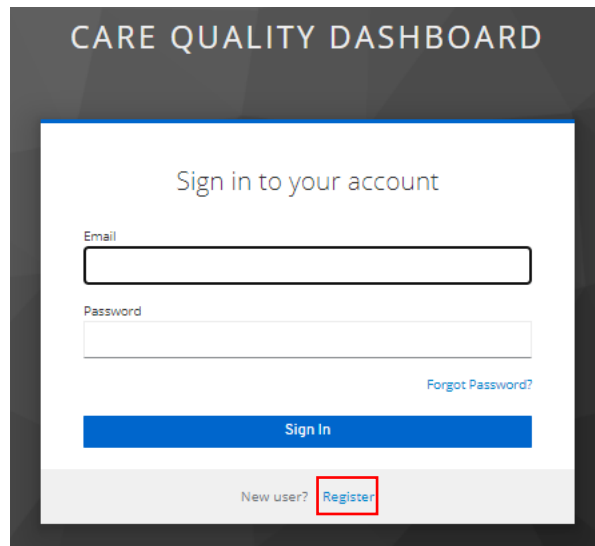 CARE QUALITY DASHBOARD
Sign in to your account
Email
Password
Forgot Password?
Sign In
New user? Register